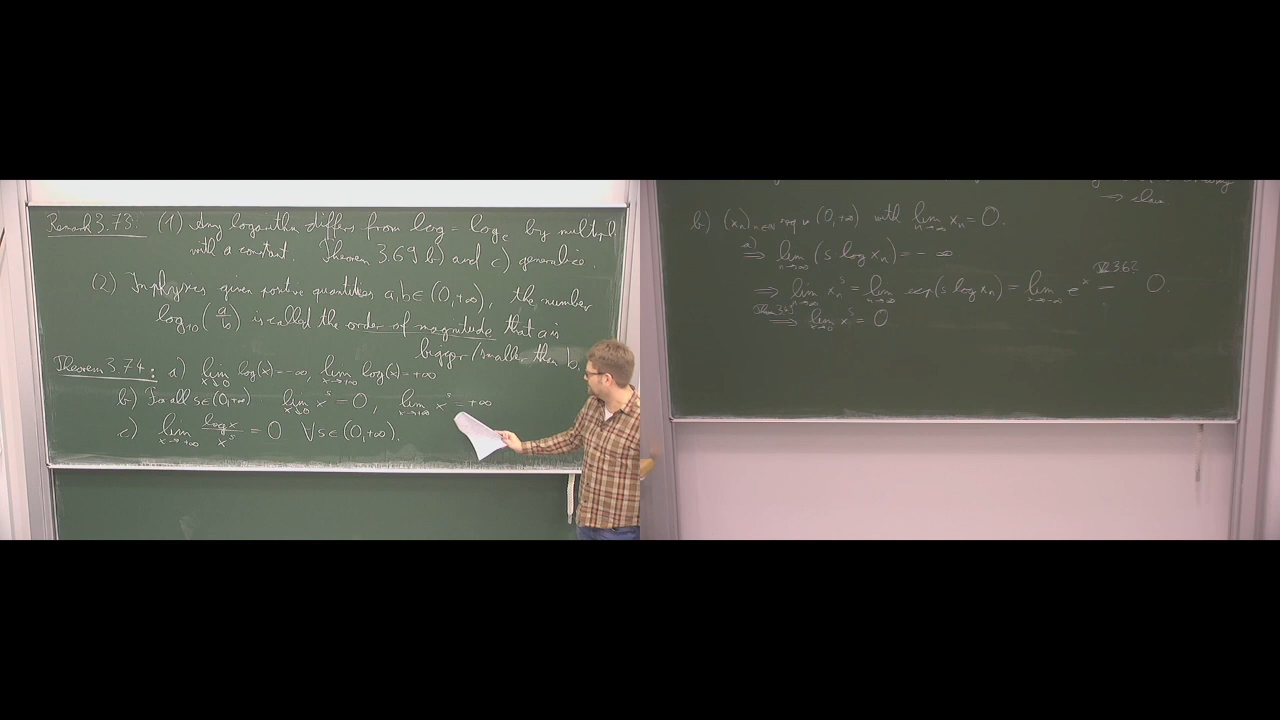 Remark 3.73: (1) Any logarithm differs from log = log_e by multipl.
with a constant. Theorem 3.69 b) and c) generalize.
(2) In physics given positive quantities a,b ∈ (0,+∞), the number
log₁₀(a/b) is called the order of magnitude that a is
bigger/smaller than b.
Theorem 3.74: a) lim_{x↓0} log(x) = -∞, lim_{x→+∞} log(x) = +∞
b) For all s∈(0,+∞) lim_{x↓0} x^s = 0, lim_{x→+∞} x^s = +∞
c) lim_{x→+∞} log x / x^s = 0 ∀s∈(0,+∞).
⟹ claim.
b) (x_n)_{n∈ℕ} seq in (0,+∞) with lim_{n→∞} x_n = 0.
a) ⟹ lim_{n→∞} (s log x_n) = -∞
⟹ lim_{n→∞} x_n^s = lim_{n→∞} exp(s log x_n) = lim_{x→-∞} e^x = 0.
⟹ lim_{x↓0} x^s = 0